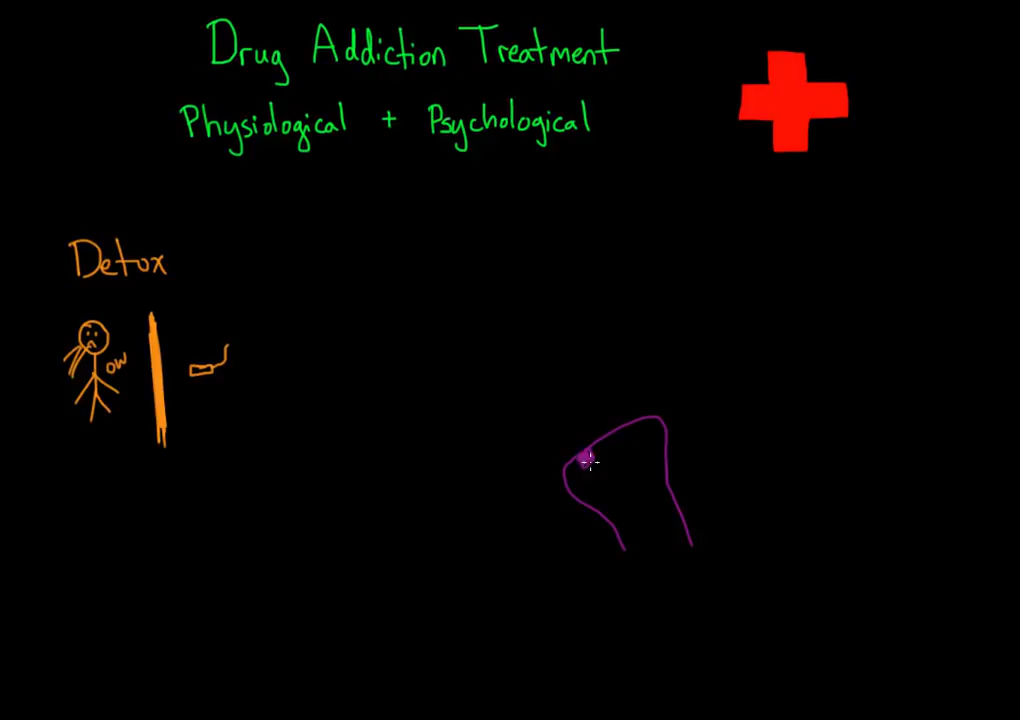 Drug Addiction Treatment
Physiological + Psychological
Detox
ow